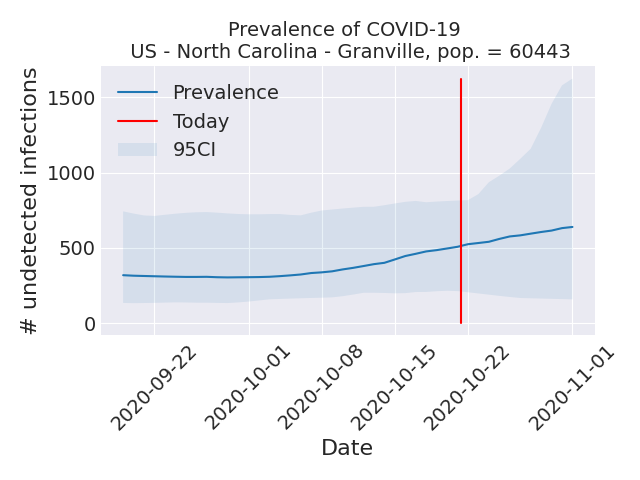 Prevalence of COVID-19
US - North Carolina - Granville, pop. = 60443
# undetected infections
1500
1000
500
0
Prevalence
Today
95CI
2020-09-22
2020-10-01
2020-10-08
2020-10-15
2020-10-22
2020-11-01
Date